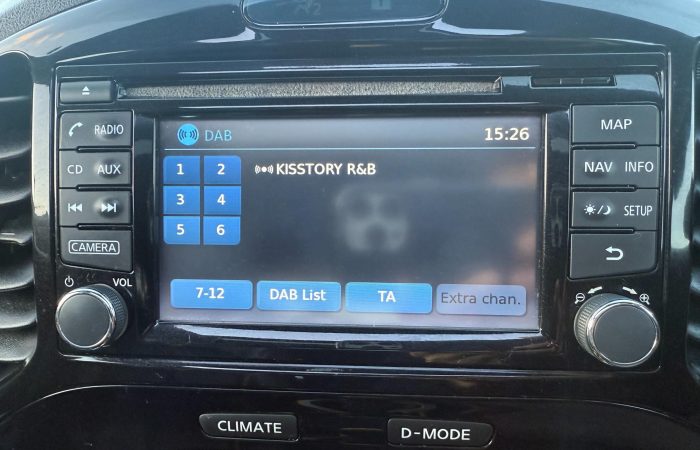 DAB 15:26
RADIO
CD AUX
CAMERA
VOL
1 2
3 4
5 6
KISSTORY R&B
7-12 DAB List TA Extra chan.
MAP
NAV INFO
SETUP
CLIMATE D-MODE